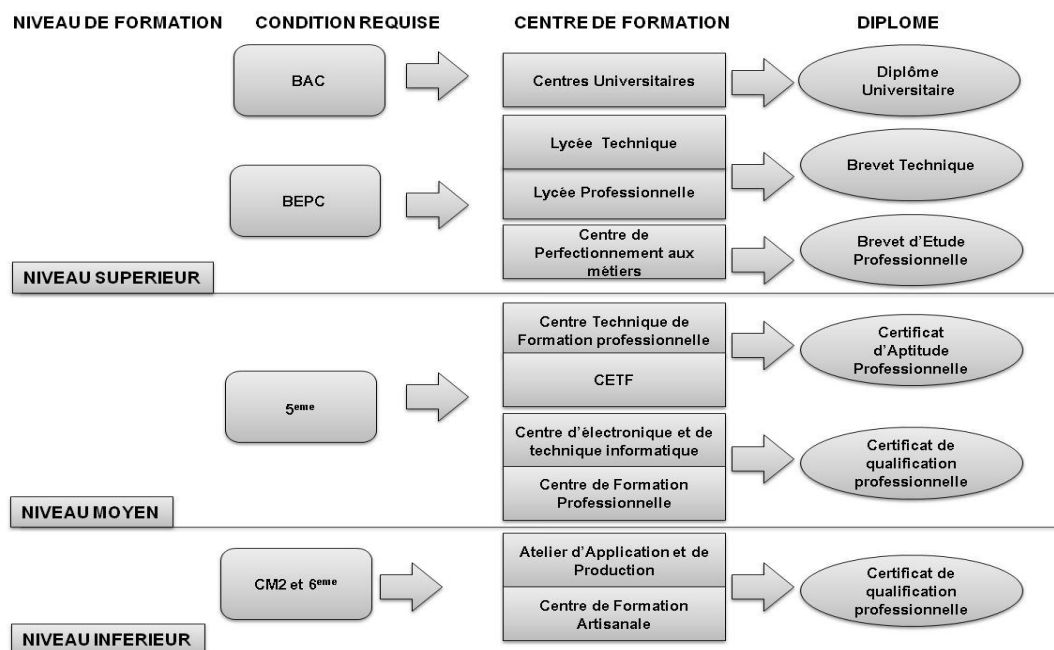 NIVEAU DE FORMATION
CONDITION REQUISE
CENTRE DE FORMATION
DIPLOME
BAC
Centres Universitaires
Diplôme
Universitaire
Lycée Technique
Brevet Technique
BEPC
Lycée Professionnelle
Centre de
Perfectionnement aux
métiers
Brevet d'Etude
Professionnelle
NIVEAU SUPERIEUR
Centre Technique de
Formation professionnelle
Certificat
d'Aptitude
Professionnelle
5eme
CETF
Centre d'èlectronique et de
technique informatique
Certificat de
qualification
professionnelle
Centre de Formation
Professionnelle
NIVEAU MOYEN
CM2 et 6eme
Atelier d'Application et de
Production
Certificat de
qualification
professionnelle
Centre de Formation
Artisanale
NIVEAU INFERIEUR